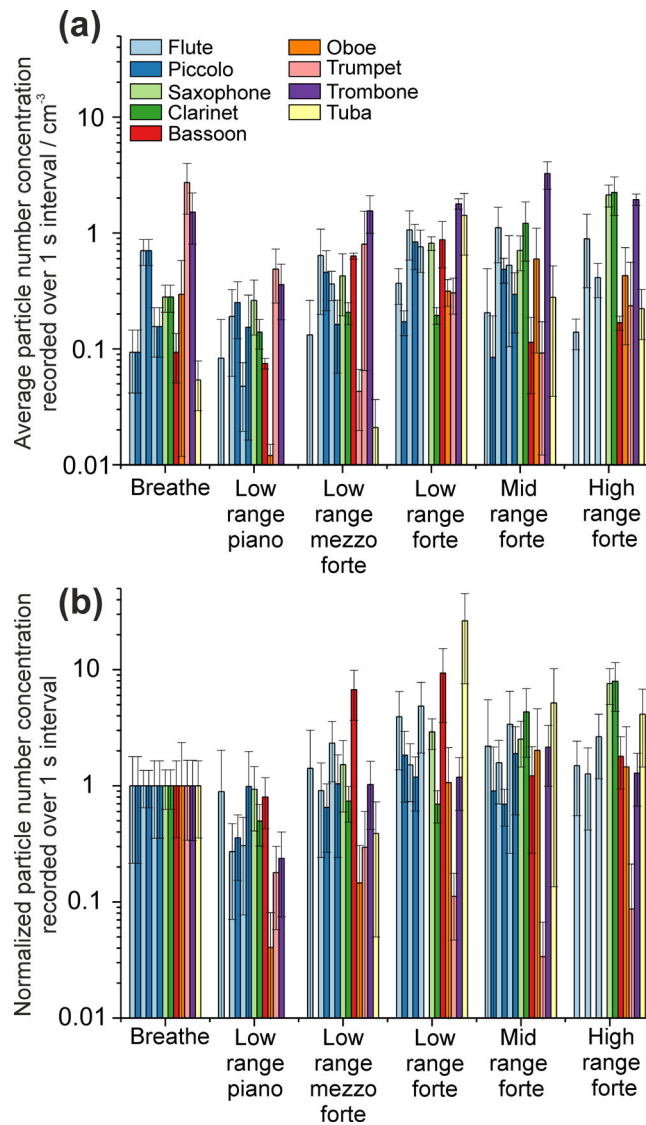 (a)
Flute
Piccolo
Saxophone
Clarinet
Bassoon
Oboe
Trumpet
Trombone
Tuba
Average particle number concentration
recorded over 1 s interval / cm⁻³
10
1
0.1
0.01
Breathe
Low
range
piano
Low
range
mezzo
forte
Low
range
forte
Mid
range
forte
High
range
forte
(b)
Normalized particle number concentration
recorded over 1 s interval
10
1
0.1
0.01
Breathe
Low
range
piano
Low
range
mezzo
forte
Low
range
forte
Mid
range
forte
High
range
forte